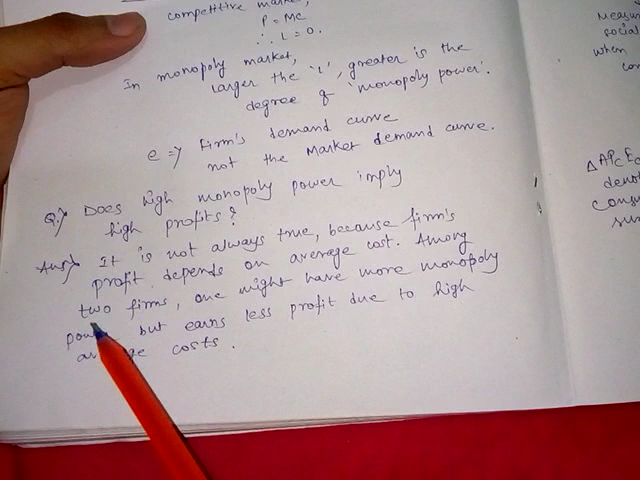 competitive market,
P = MC
∴ L = 0.
In monopoly market,
larger the 'L', greater is the
degree of 'monopoly power'.
e => Firm's demand curve
not the Market demand curve.
Q.> Does high monopoly power imply
high profits?
Ans> It is not always true, because firm's
profit depends on average cost. Among
two firms, one might have more monopoly
but earns less profit due to high
costs.
social
when
ΔAPcEc